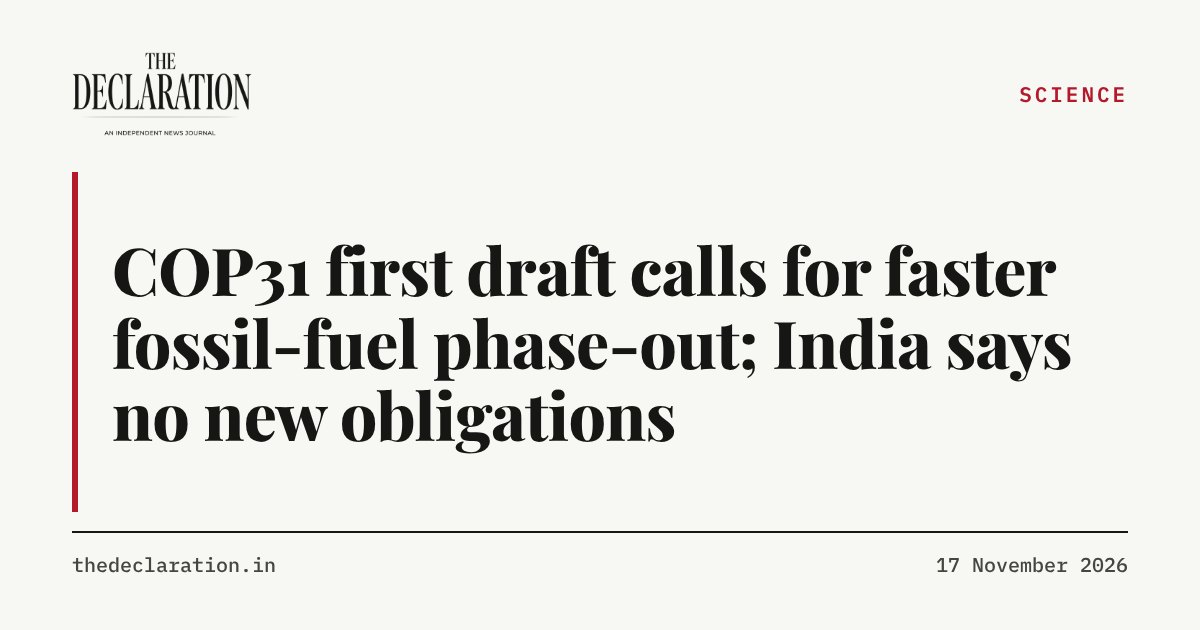 THE
DECLARATION
AN INDEPENDENT NEWS JOURNAL
SCIENCE
COP31 first draft calls for faster
fossil-fuel phase-out; India says
no new obligations
thedeclaration.in
17 November 2026